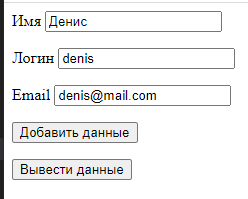 Имя Денис
Логин denis
Email denis@mail.com
Добавить данные
Вывести данные